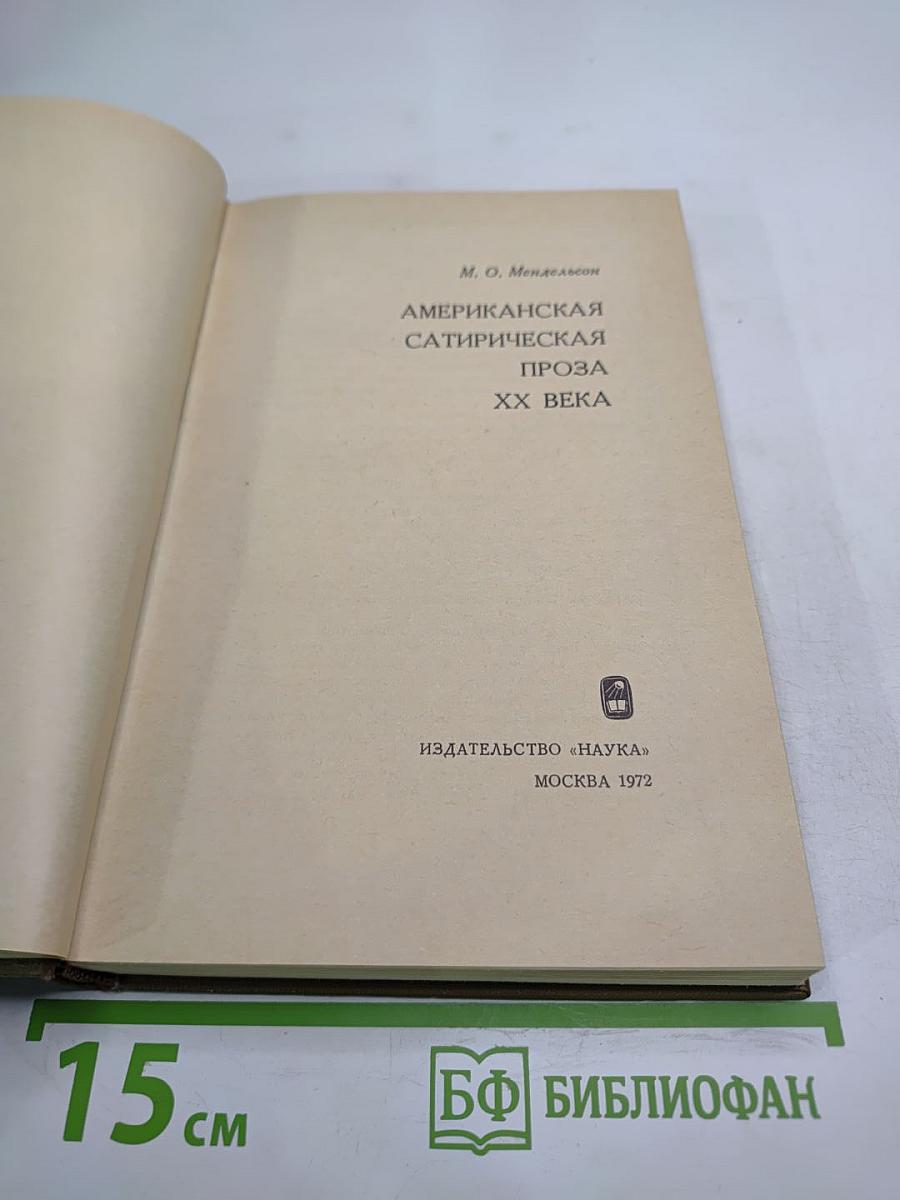 М. О. Мендельсон
АМЕРИКАНСКАЯ
САТИРИЧЕСКАЯ
ПРОЗА
XX ВЕКА
ИЗДАТЕЛЬСТВО «НАУКА»
МОСКВА 1972
15 см
БФ БИБЛИОФАН